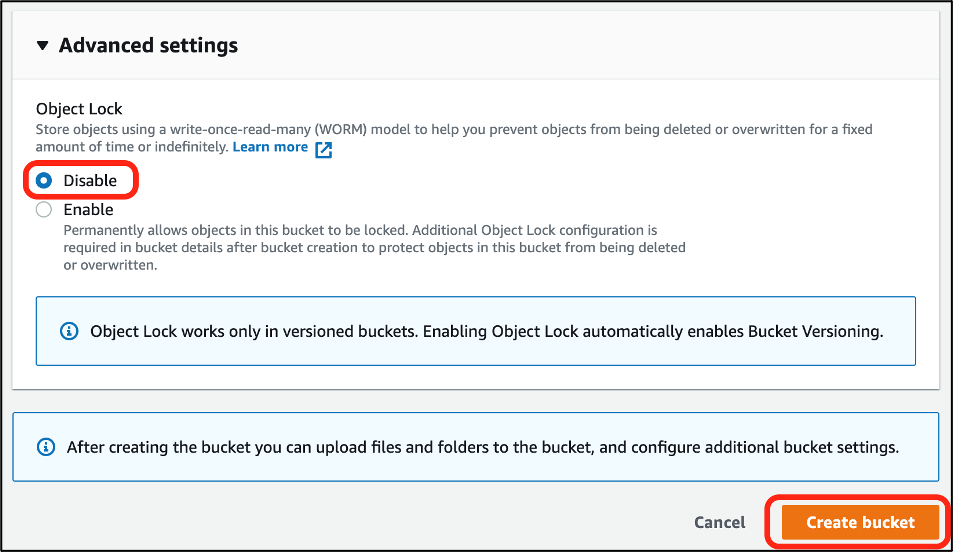 Advanced settings
Object Lock
Store objects using a write-once-read-many (WORM) model to help you prevent objects from being deleted or overwritten for a fixed
amount of time or indefinitely. Learn more
Disable
Enable
Permanently allows objects in this bucket to be locked. Additional Object Lock configuration is
required in bucket details after bucket creation to protect objects in this bucket from being deleted
or overwritten.
Object Lock works only in versioned buckets. Enabling Object Lock automatically enables Bucket Versioning.
After creating the bucket you can upload files and folders to the bucket, and configure additional bucket settings.
Cancel Create bucket